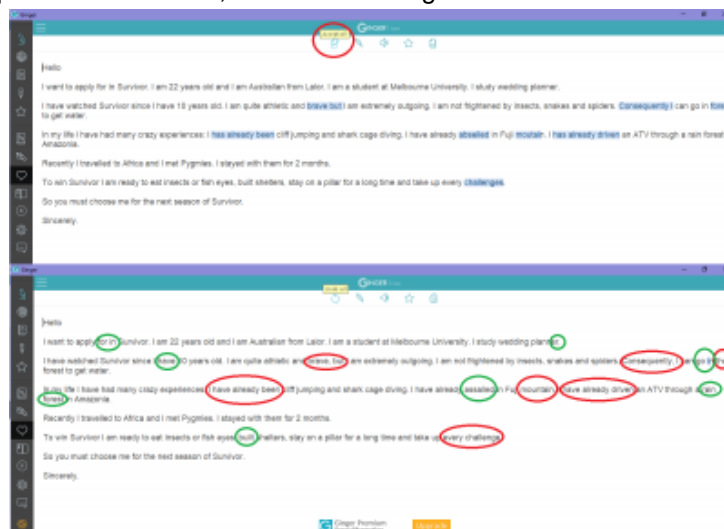 Ginger
Ginger
Hello
I want to apply for in Survivor. I am 22 years old and I am Australian from Lalor. I am a student at Melbourne University. I study wedding planner.
I have watched Survivor since I have 10 years old. I am quite athletic and brave but I am extremely outgoing. I am not frightened by insects, snakes and spiders. Consequently I can go in
to get water.
In my life I have had many crazy experiences: I has already been cliff jumping and shark cage diving. I have already abseiled in Fuji moutain. I has already driven an ATV through a rain forest
Amazonia.
Recently I travelled to Africa and I met Pygmies. I stayed with them for 2 months.
To win Survivor I am ready to eat insects or fish eyes, built shelters, stay on a pillar for a long time and take up every challenges.
So you must choose me for the next season of Survivor.
Sincerely.
Ginger
Ginger
Hello
I want to apply for in Survivor. I am 22 years old and I am Australian from Lalor. I am a student at Melbourne University. I study wedding planner.
I have watched Survivor since I have 10 years old. I am quite athletic and brave, but I am extremely outgoing. I am not frightened by insects, snakes and spiders. Consequently, I can go in the
forest to get water.
In my life I have had many crazy experiences: I have already been cliff jumping and shark cage diving. I have already assailed in Fuji mountain. I have already driven an ATV through a rain
forest in Amazonia.
Recently I travelled to Africa and I met Pygmies. I stayed with them for 2 months.
To win Survivor I am ready to eat insects or fish eyes, built shelters, stay on a pillar for a long time and take up every challenge.
So you must choose me for the next season of Survivor.
Sincerely.
Ginger Premium
Upgrade